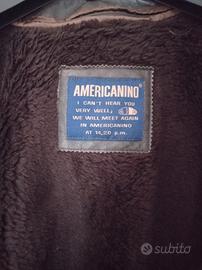 AMERICANINO®
I CAN'T HEAR YOU
VERY WELL,
WE WILL MEET AGAIN
IN AMERICANINO
AT 14,20 p.m.
subito